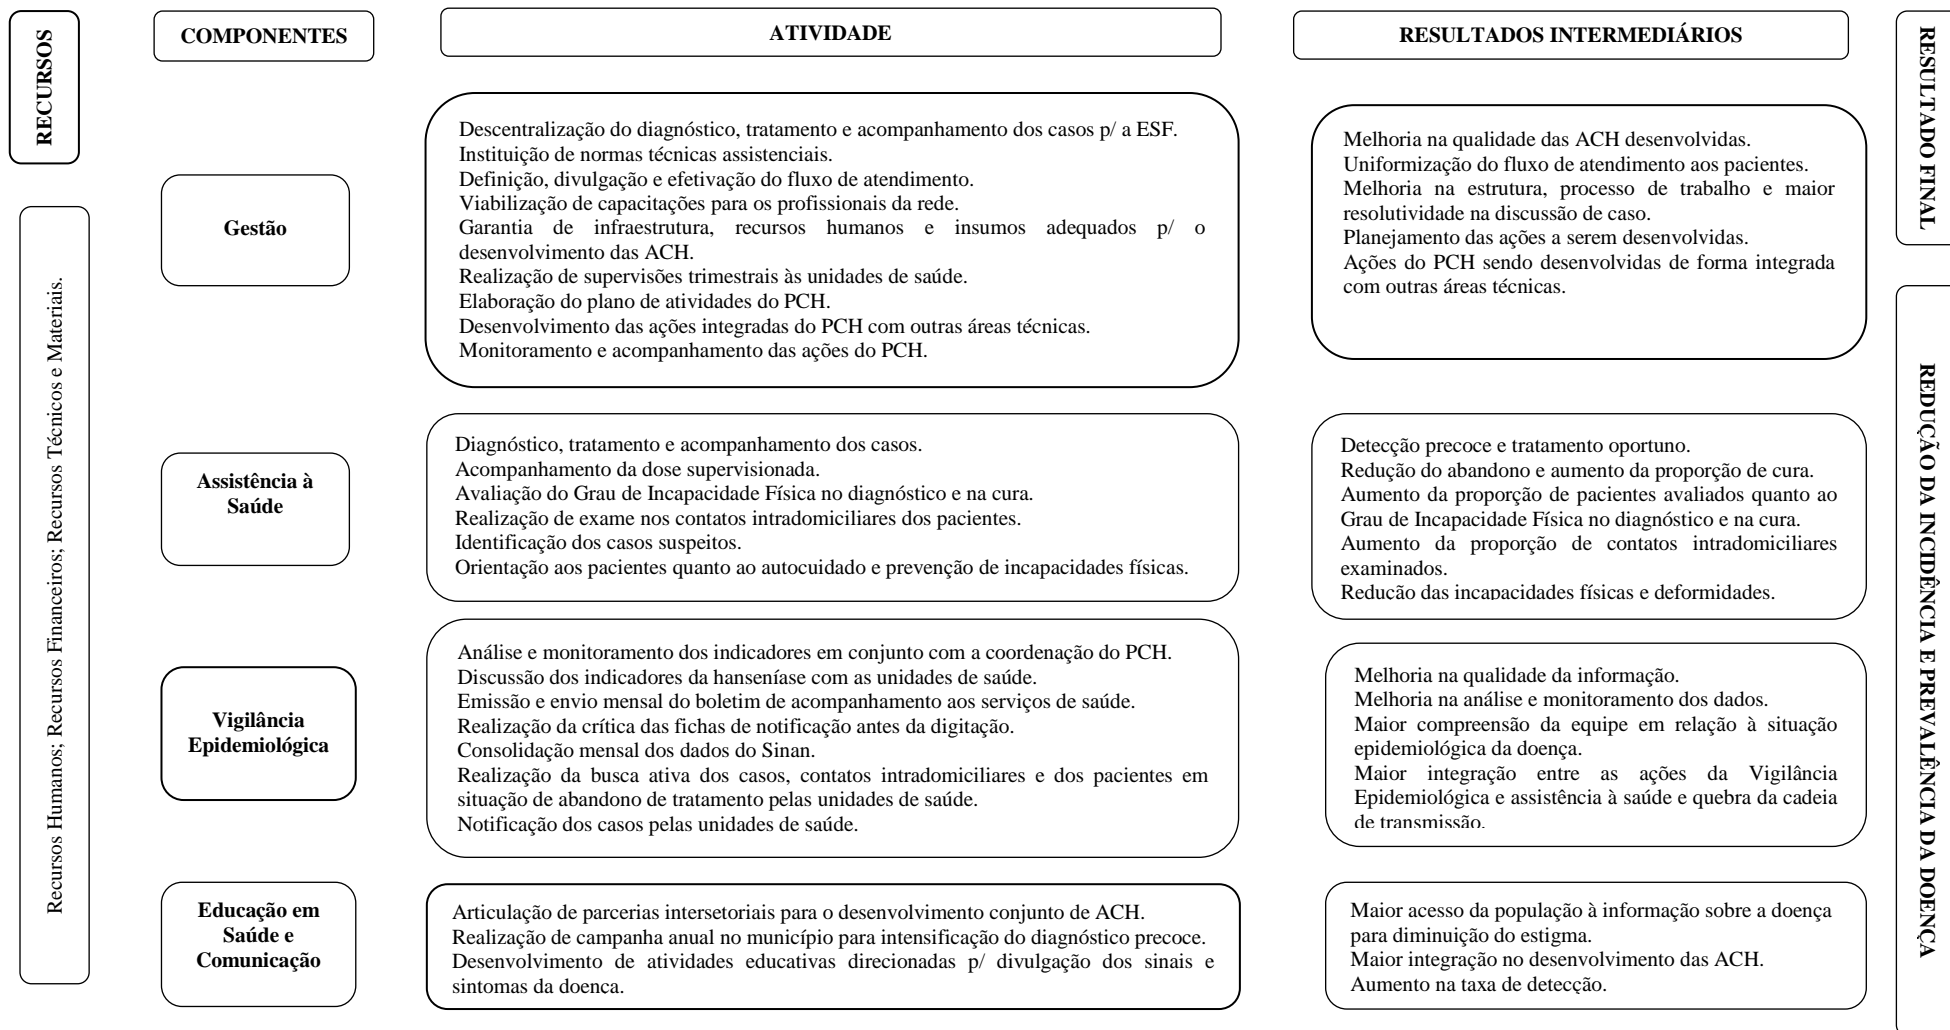 RECURSOS
COMPONENTES
ATIVIDADE
RESULTADOS INTERMEDIÁRIOS
RESULTADO FINAL
Recursos Humanos; Recursos Financeiros; Recursos Técnicos e Materiais.
Gestão
Descentralização do diagnóstico, tratamento e acompanhamento dos casos p/ a ESF.
Instituição de normas técnicas assistenciais.
Definição, divulgação e efetivação do fluxo de atendimento.
Viabilização de capacitações para os profissionais da rede.
Garantia de infraestrutura, recursos humanos e insumos adequados p/ o
desenvolvimento das ACH.
Realização de supervisões trimestrais às unidades de saúde.
Elaboração do plano de atividades do PCH.
Desenvolvimento das ações integradas do PCH com outras áreas técnicas.
Monitoramento e acompanhamento das ações do PCH.
Melhoria na qualidade das ACH desenvolvidas.
Uniformização do fluxo de atendimento aos pacientes.
Melhoria na estrutura, processo de trabalho e maior
resolutividade na discussão de caso.
Planejamento das ações a serem desenvolvidas.
Ações do PCH sendo desenvolvidas de forma integrada
com outras áreas técnicas.
Assistência à
Saúde
Diagnóstico, tratamento e acompanhamento dos casos.
Acompanhamento da dose supervisionada.
Avaliação do Grau de Incapacidade Física no diagnóstico e na cura.
Realização de exame nos contatos intradomiciliares dos pacientes.
Identificação dos casos suspeitos.
Orientação aos pacientes quanto ao autocuidado e prevenção de incapacidades físicas.
Detecção precoce e tratamento oportuno.
Redução do abandono e aumento da proporção de cura.
Aumento da proporção de pacientes avaliados quanto ao
Grau de Incapacidade Física no diagnóstico e na cura.
Aumento da proporção de contatos intradomiciliares
examinados.
Redução das incapacidades físicas e deformidades.
Vigilância
Epidemiológica
Análise e monitoramento dos indicadores em conjunto com a coordenação do PCH.
Discussão dos indicadores da hanseníase com as unidades de saúde.
Emissão e envio mensal do boletim de acompanhamento aos serviços de saúde.
Realização da crítica das fichas de notificação antes da digitação.
Consolidação mensal dos dados do Sinan.
Realização da busca ativa dos casos, contatos intradomiciliares e dos pacientes em
situação de abandono de tratamento pelas unidades de saúde.
Notificação dos casos pelas unidades de saúde.
Melhoria na qualidade da informação.
Melhoria na análise e monitoramento dos dados.
Maior compreensão da equipe em relação à situação
epidemiológica da doença.
Maior integração entre as ações da Vigilância
Epidemiológica e assistência à saúde e quebra da cadeia
de transmissão.
Educação em
Saúde e
Comunicação
Articulação de parcerias intersetoriais para o desenvolvimento conjunto de ACH.
Realização de campanha anual no município para intensificação do diagnóstico precoce.
Desenvolvimento de atividades educativas direcionadas p/ divulgação dos sinais e
sintomas da doença.
Maior acesso da população à informação sobre a doença
para diminuição do estigma.
Maior integração no desenvolvimento das ACH.
Aumento na taxa de detecção.
REDUÇÃO DA INCIDÊNCIA E PREVALÊNCIA DA DOENÇA